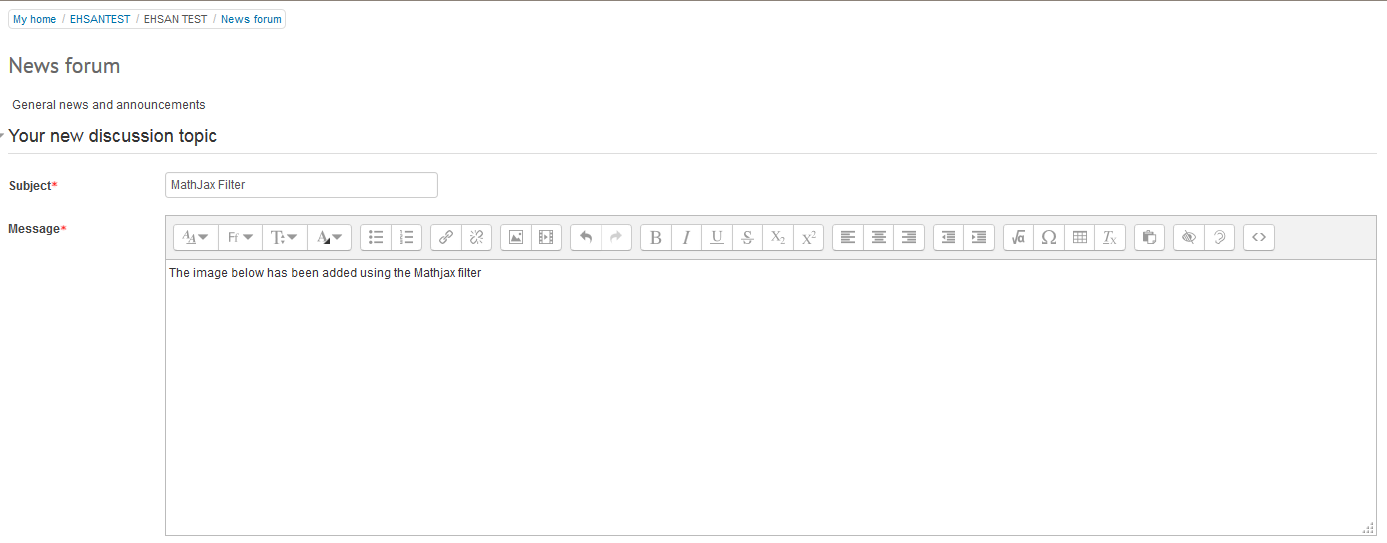 My home / EHSANTEST / EHSAN TEST / News forum
News forum
General news and announcements
Your new discussion topic
Subject*
MathJax Filter
Message*
The image below has been added using the Mathjax filter